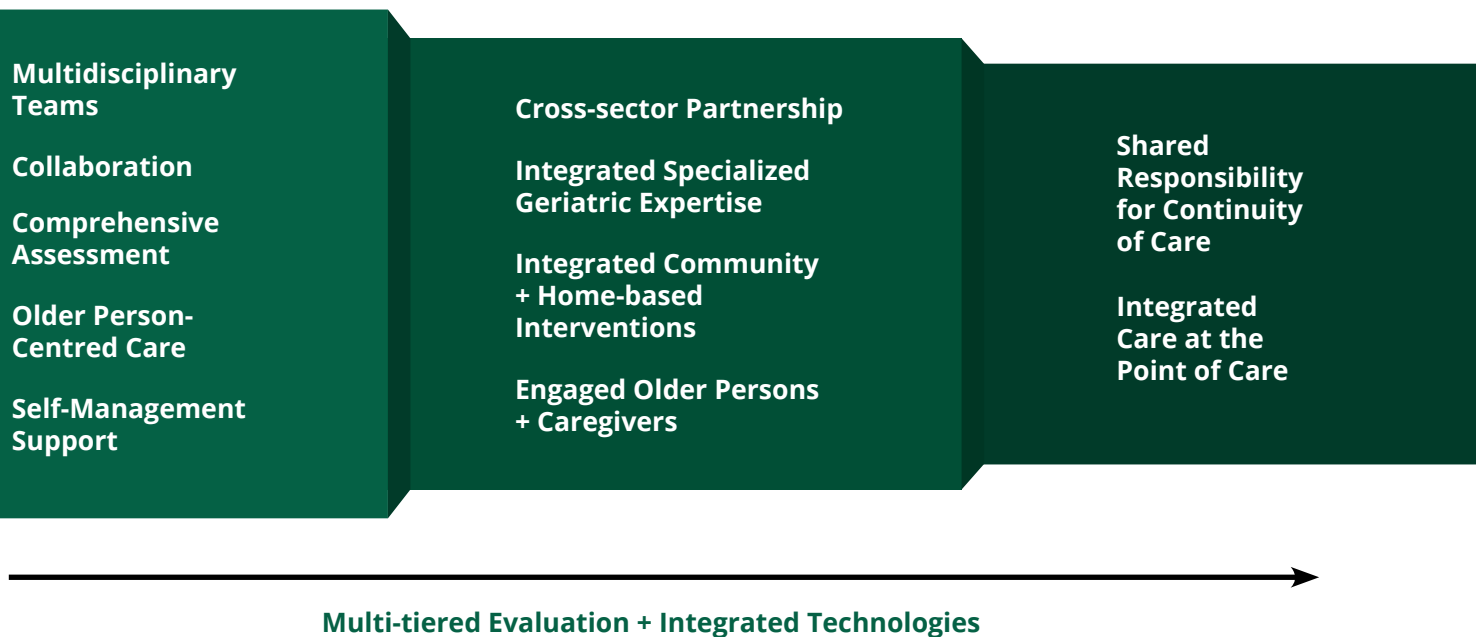 Multidisciplinary
Teams
Collaboration
Comprehensive
Assessment
Older Person-
Centred Care
Self-Management
Support
Cross-sector Partnership
Integrated Specialized
Geriatric Expertise
Integrated Community
+ Home-based
Interventions
Engaged Older Persons
+ Caregivers
Shared
Responsibility
for Continuity
of Care
Integrated
Care at the
Point of Care
Multi-tiered Evaluation + Integrated Technologies